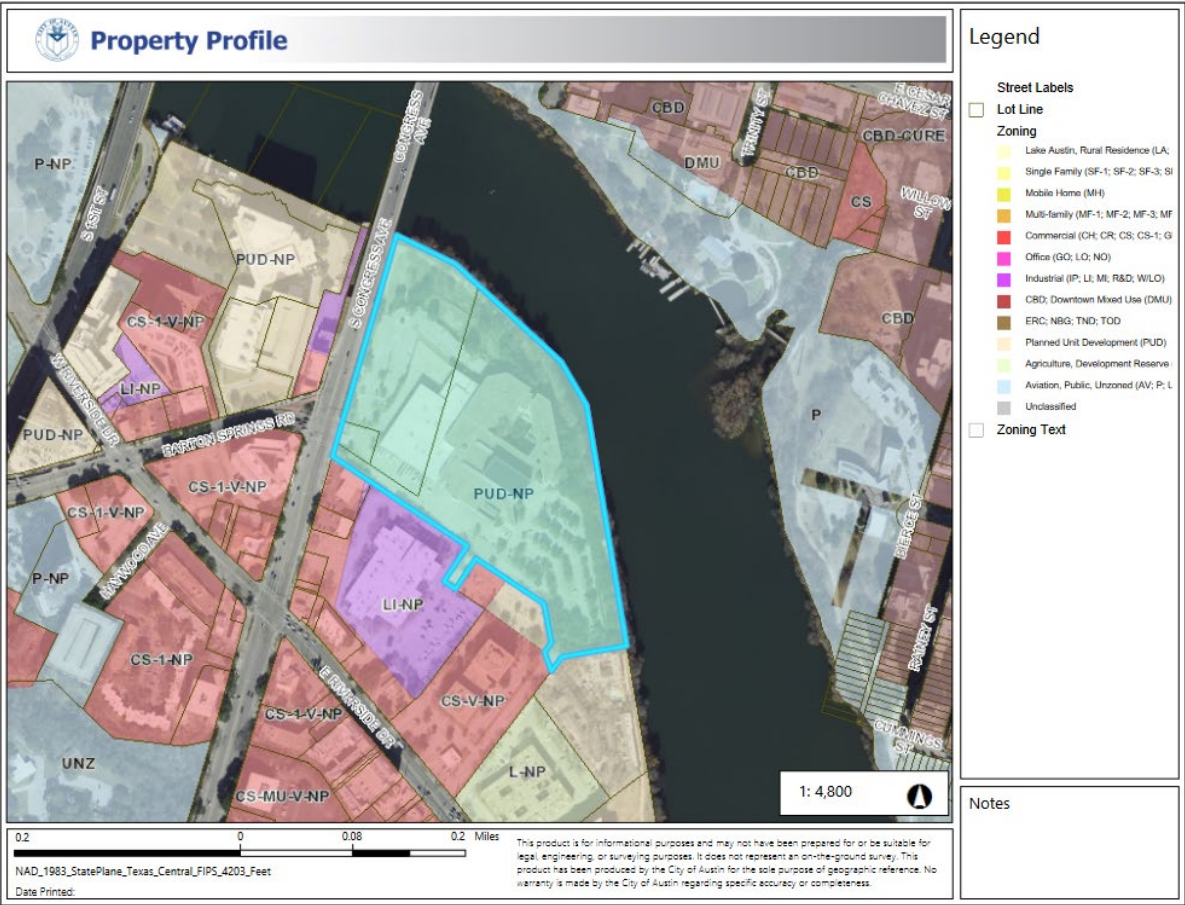 Property Profile
CONGRESS AVE
E CESAR CHAVEZ ST
CBD
TRINITY ST
CBD-CURE
P-NP
DMU
CBD
S 1ST ST
CS
WILLOW ST
PUD-NP
S CONGRESS AVE
CS-1-V-NP
CBD
W RIVERSIDE DR
LI-NP
P
PUD-NP
BARTON SPRINGS RD
CS-1-V-NP
PUD-NP
CS-1-V-NP
HAYWOOD AVE
BIERCE ST
P-NP
LI-NP
RAINEY ST
CS-1-NP
E RIVERSIDE DR
CS-V-NP
CS-1-V-NP
CUMMINGS ST
UNZ
L-NP
CS-MU-V-NP
1: 4,800
Legend
Street Labels
Lot Line
Zoning
Lake Austin, Rural Residence (LA;
Single Family (SF-1; SF-2; SF-3; SI
Mobile Home (MH)
Multi-family (MF-1; MF-2; MF-3; MF
Commercial (CH; CR; CS; CS-1; G
Office (GO; LO; NO)
Industrial (IP; LI; MI; R&D; W/LO)
CBD; Downtown Mixed Use (DMU)
ERC; NBG; TND; TOD
Planned Unit Development (PUD)
Agriculture, Development Reserve
Aviation, Public, Unzoned (AV; P; L
Unclassified
Zoning Text
Notes
0.2 0 0.08 0.2 Miles
NAD_1983_StatePlane_Texas_Central_FIPS_4203_Feet
Date Printed:
This product is for informational purposes and may not have been prepared for or be suitable for
legal, engineering, or surveying purposes. It does not represent an on-the-ground survey. This
product has been produced by the City of Austin for the sole purpose of geographic reference. No
warranty is made by the City of Austin regarding specific accuracy or completeness.